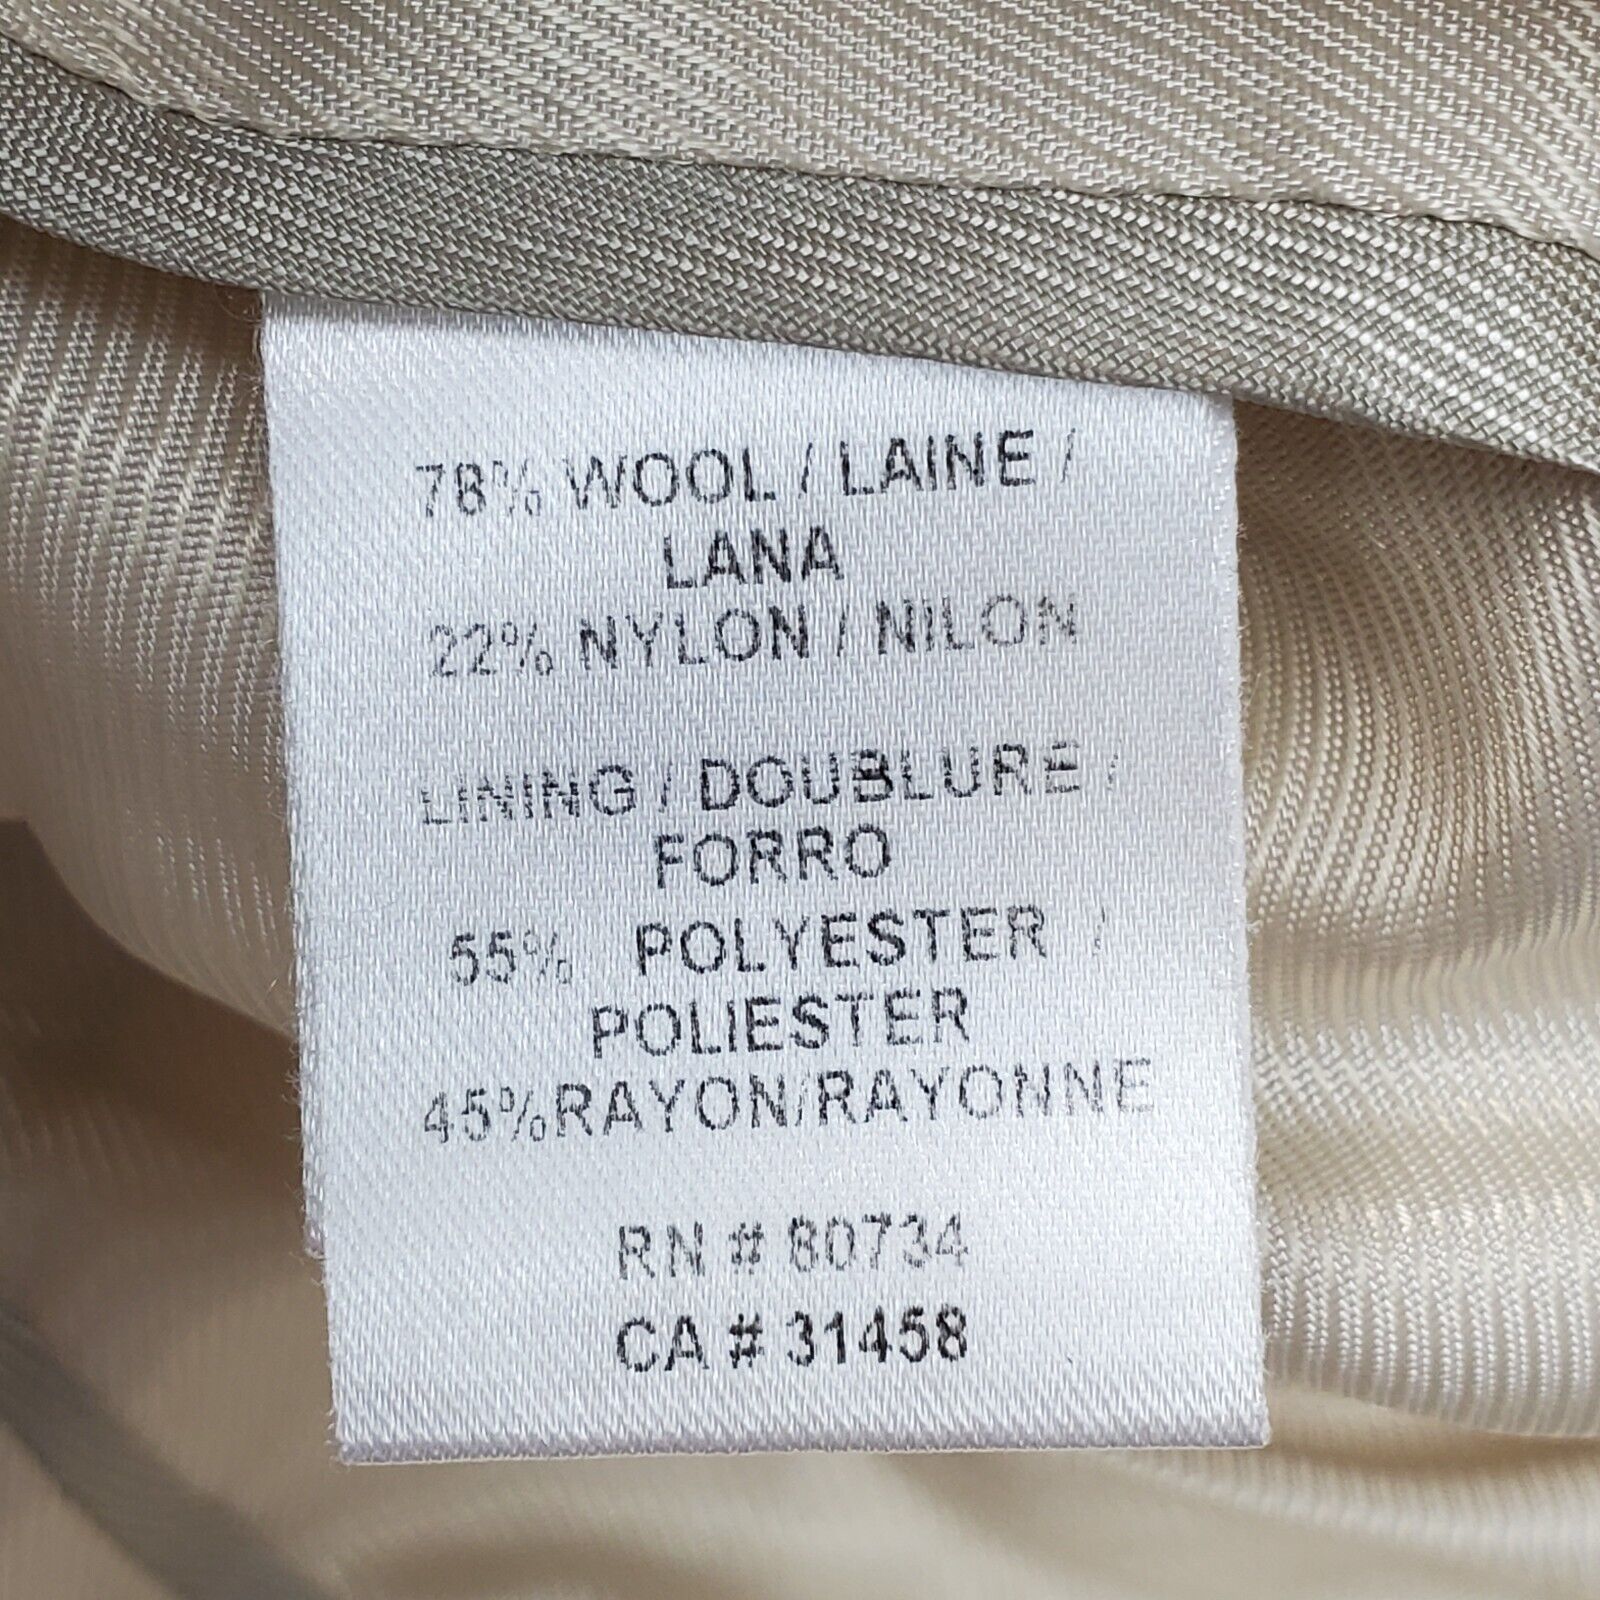 78% WOOL / LAINE /
LANA
22% NYLON / NILON
LINING / DOUBLURE /
FORRO
55% POLYESTER /
POLIESTER
45%RAYON/RAYONNE
RN # 80734
CA # 31458